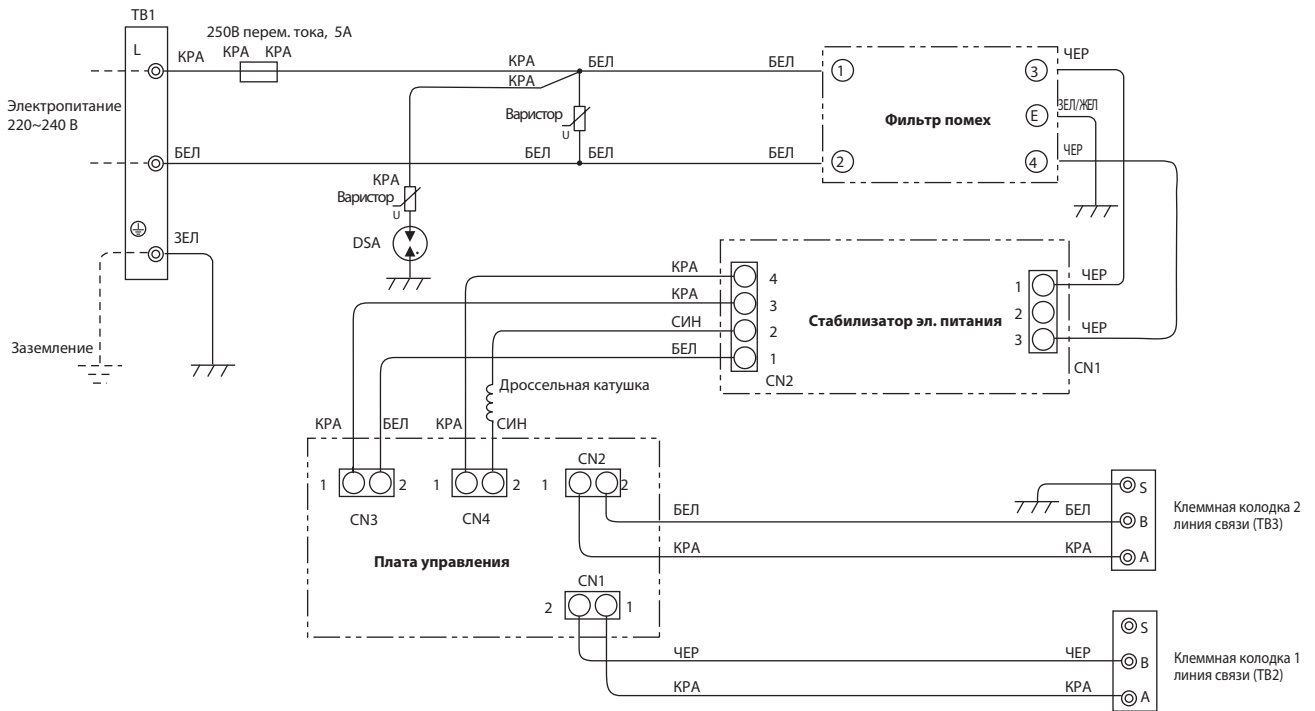 TB1
250В перем. тока, 5А
L
КРА
КРА КРА
КРА
КРА
БЕЛ
БЕЛ
1
3
ЧЕР
Электропитание
220~240 В
Варистор
U
Фильтр помех
E
ЗЕЛ/ЖЕЛ
БЕЛ
БЕЛ
БЕЛ
БЕЛ
2
4
ЧЕР
КРА
Варистор
U
DSA
ЗЕЛ
Заземление
КРА
4
КРА
3
СИН
2
БЕЛ
1
CN2
Стабилизатор эл. питания
1
ЧЕР
2
3
ЧЕР
CN1
Дроссельная катушка
КРА
БЕЛ
КРА
СИН
1
2
CN3
1
2
CN4
CN2
1
2
Плата управления
БЕЛ
БЕЛ
КРА
КРА
S
B
A
Клеммная колодка 2
линия связи (TB3)
CN1
2
1
ЧЕР
ЧЕР
КРА
КРА
S
B
A
Клеммная колодка 1
линия связи (TB2)